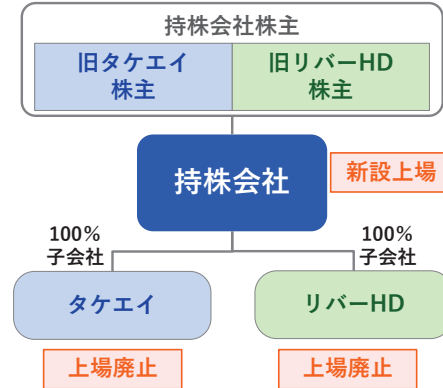 持株会社株主
旧タケエイ
株主
旧リバーHD
株主
持株会社
新設上場
100%
子会社
100%
子会社
タケエイ
リバーHD
上場廃止
上場廃止